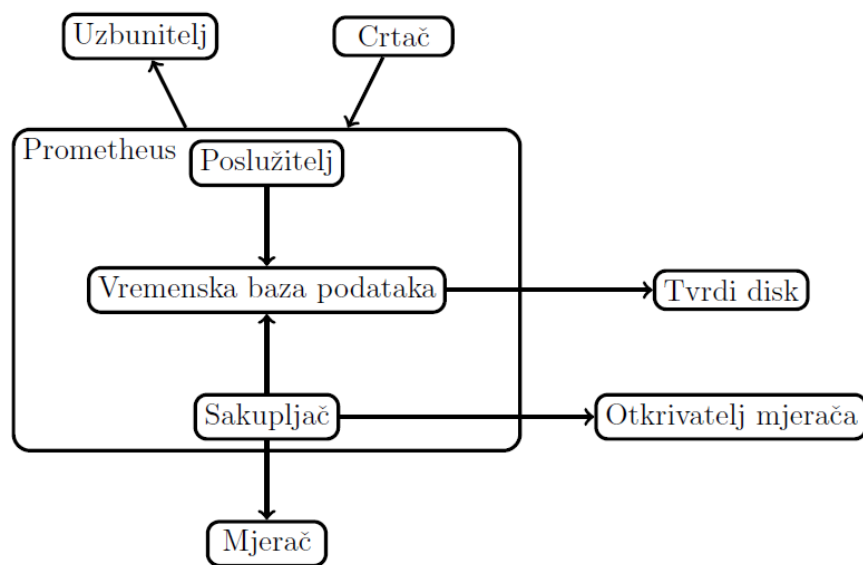 Uzbunitelj
Crtač
Prometheus
Poslužitelj
Vremenska baza podataka
Tvrdi disk
Sakupljač
Otkrivatelj mjerača
Mjerač